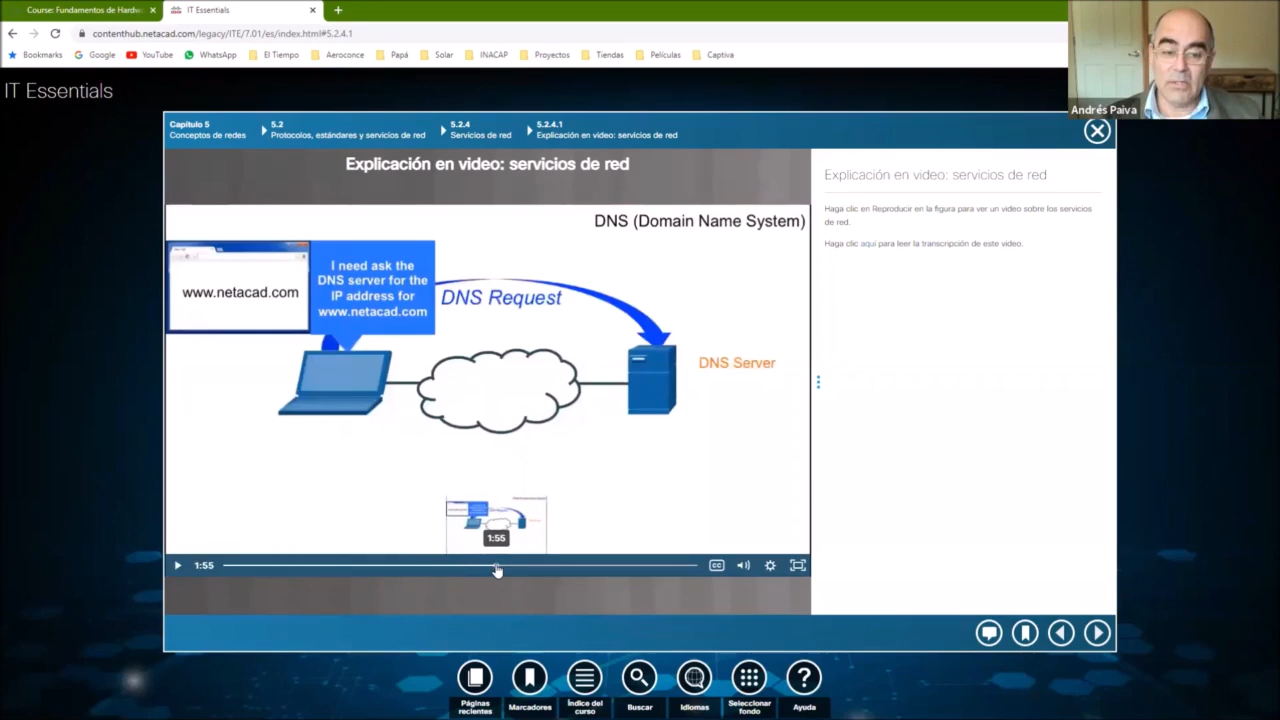 Course: Fundamentos de Hardw
IT Essentials
contenthub.netacad.com/legacy/ITE/7.01/es/index.html#5.2.4.1
Bookmarks Google YouTube WhatsApp El Tiempo Aeroconce Papá Solar INACAP Proyectos Tiendas Películas Captiva
Andrés Paiva
IT Essentials
Capítulo 5
Conceptos de redes
5.2
Protocolos, estándares y servicios de red
5.2.4
Servicios de red
5.2.4.1
Explicación en video: servicios de red
Explicación en video: servicios de red
DNS (Domain Name System)
www.netacad.com
I need ask the
DNS server for the
IP address for
www.netacad.com
DNS Request
DNS Server
1:55
1:55
CC
Explicación en video: servicios de red
Haga clic en Reproducir en la figura para ver un video sobre los servicios
de red.
Haga clic aquí para leer la transcripción de este video.
Páginas
recientes
Marcadores
Índice del
curso
Buscar
Idiomas
Seleccionar
fondo
Ayuda